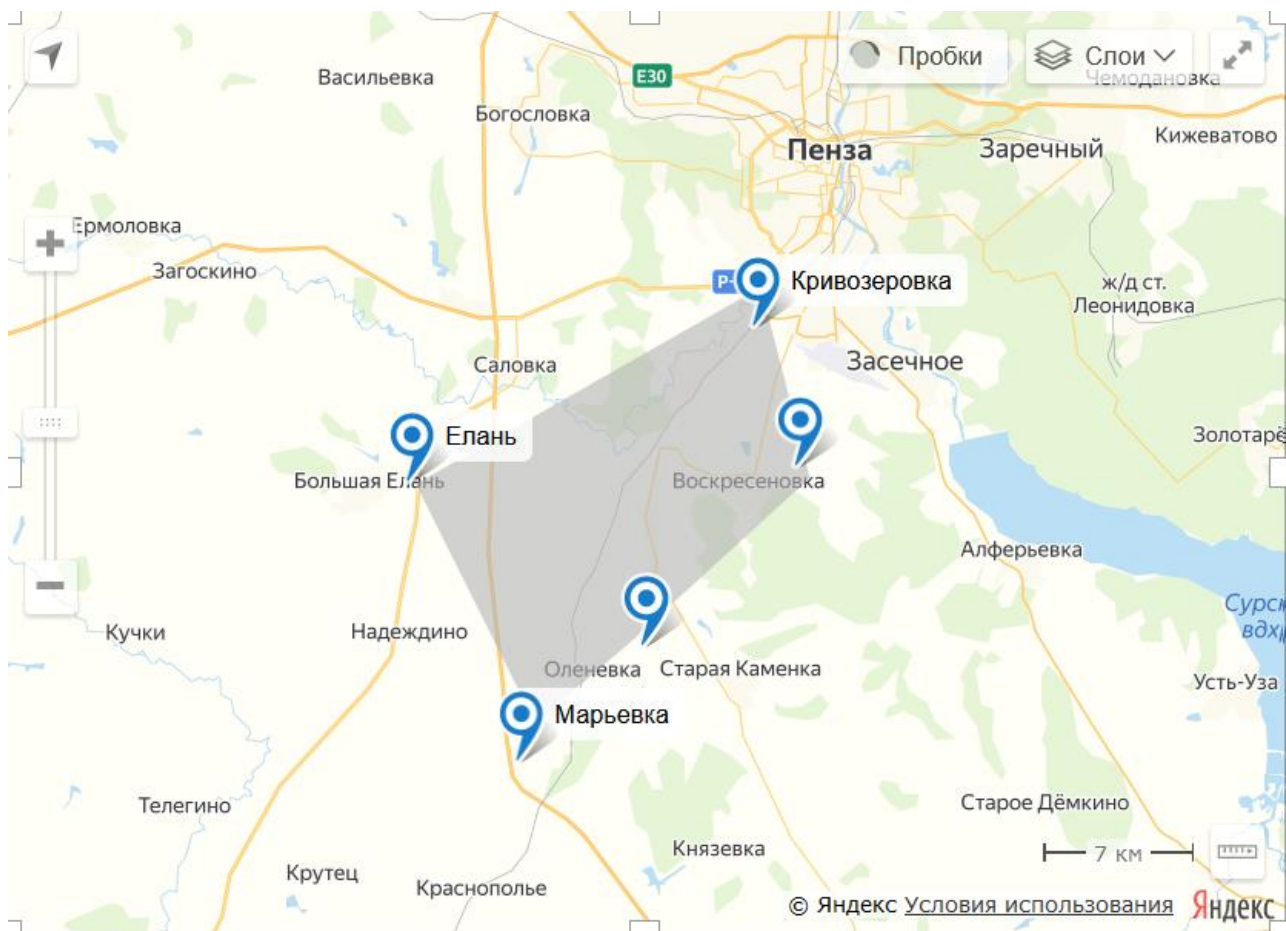 Пробки
Слои
Васильевка
E30
Чемодановка
Богословка
Пенза
Заречный
Кижеватово
Ермоловка
Загоскино
Р-
Кривозеровка
ж/д ст.
Леонидовка
Саловка
Засечное
Елань
Золотарё
Большая Елань
Воскресеновка
Алферьевка
Сурск
вдхр
Кучки
Надеждино
Оленевка
Старая Каменка
Усть-Уза
Марьевка
Телегино
Старое Дёмкино
Князевка
7 км
Крутец
Краснополье
© Яндекс Условия использования
Яндекс